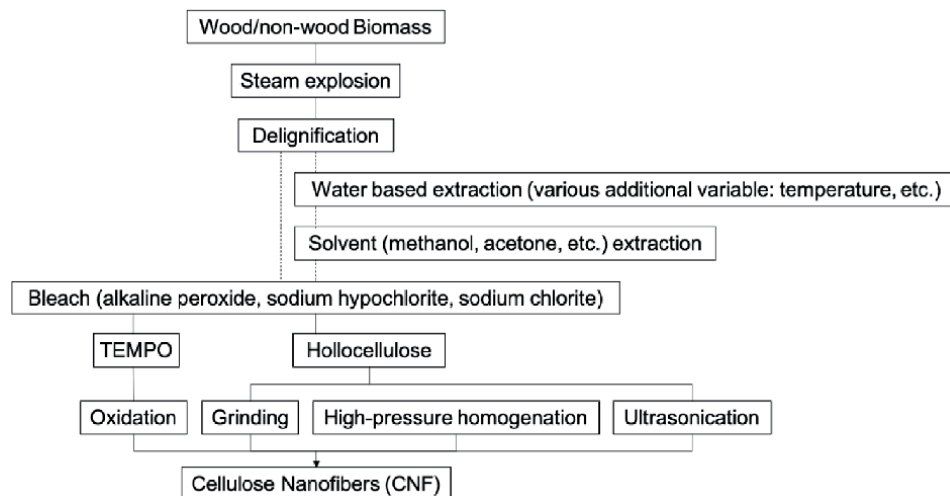 Wood/non-wood Biomass
Steam explosion
Delignification
Water based extraction (various additional variable: temperature, etc.)
Solvent (methanol, acetone, etc.) extraction
Bleach (alkaline peroxide, sodium hypochlorite, sodium chlorite)
TEMPO
Hollocellulose
Oxidation
Grinding
High-pressure homogenation
Ultrasonication
Cellulose Nanofibers (CNF)